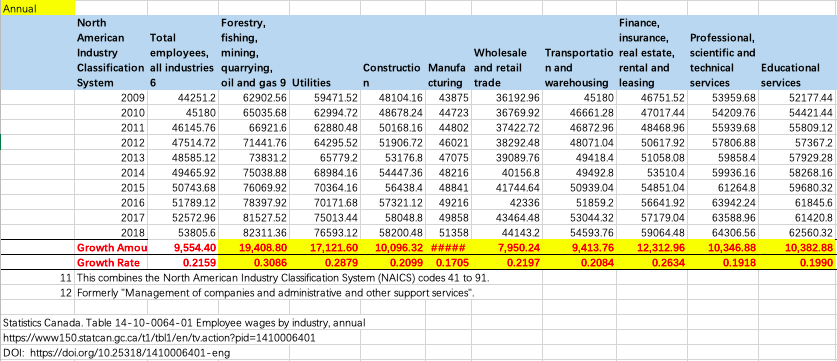 Annual
North American Industry Classification System | Total employees, all industries 6 | Forestry, fishing, mining, quarrying, oil and gas 9 | Utilities | Constructio n | Manufa cturing | Wholesale and retail trade | Transportatio n and warehousing | Finance, insurance, real estate, rental and leasing | Professional, scientific and technical services | Educational services
2009 44251.2 62902.56 59471.52 48104.16 43875 36192.96 45180 46751.52 53959.68 52177.44
2010 45180 65035.68 62994.72 48678.24 44723 36769.92 46661.28 47017.44 54209.76 54421.44
2011 46145.76 66921.6 62880.48 50168.16 44802 37422.72 46872.96 48468.96 55939.68 55809.12
2012 47514.72 71441.76 64295.52 51906.72 46021 38292.48 48071.04 50617.92 57806.88 57367.2
2013 48585.12 73831.2 65779.2 53176.8 47075 39089.76 49418.4 51058.08 59858.4 57929.28
2014 49465.92 75038.88 68984.16 54447.36 48216 40156.8 49492.8 53510.4 59936.16 58268.16
2015 50743.68 76069.92 70364.16 56438.4 48841 41744.64 50939.04 54851.04 61264.8 59680.32
2016 51789.12 78397.92 70171.68 57321.12 49216 42336 51859.2 56641.92 63942.24 61845.6
2017 52572.96 81527.52 75013.44 58048.8 49858 43464.48 53044.32 57179.04 63588.96 61420.8
2018 53805.6 82311.36 76593.12 58200.48 51358 44143.2 54593.76 59064.48 64306.56 62560.32
Growth Amou 9,554.40 19,408.80 17,121.60 10,096.32 ##### 7,950.24 9,413.76 12,312.96 10,346.88 10,382.88
Growth Rate 0.2159 0.3086 0.2879 0.2099 0.1705 0.2197 0.2084 0.2634 0.1918 0.1990
11 This combines the North American Industry Classification System (NAICS) codes 41 to 91.
12 Formerly "Management of companies and administrative and other support services".
Statistics Canada. Table 14-10-0064-01 Employee wages by industry, annual
https://www150.statcan.gc.ca/t1/tbl1/en/tv.action?pid=1410006401
DOI: https://doi.org/10.25318/1410006401-eng